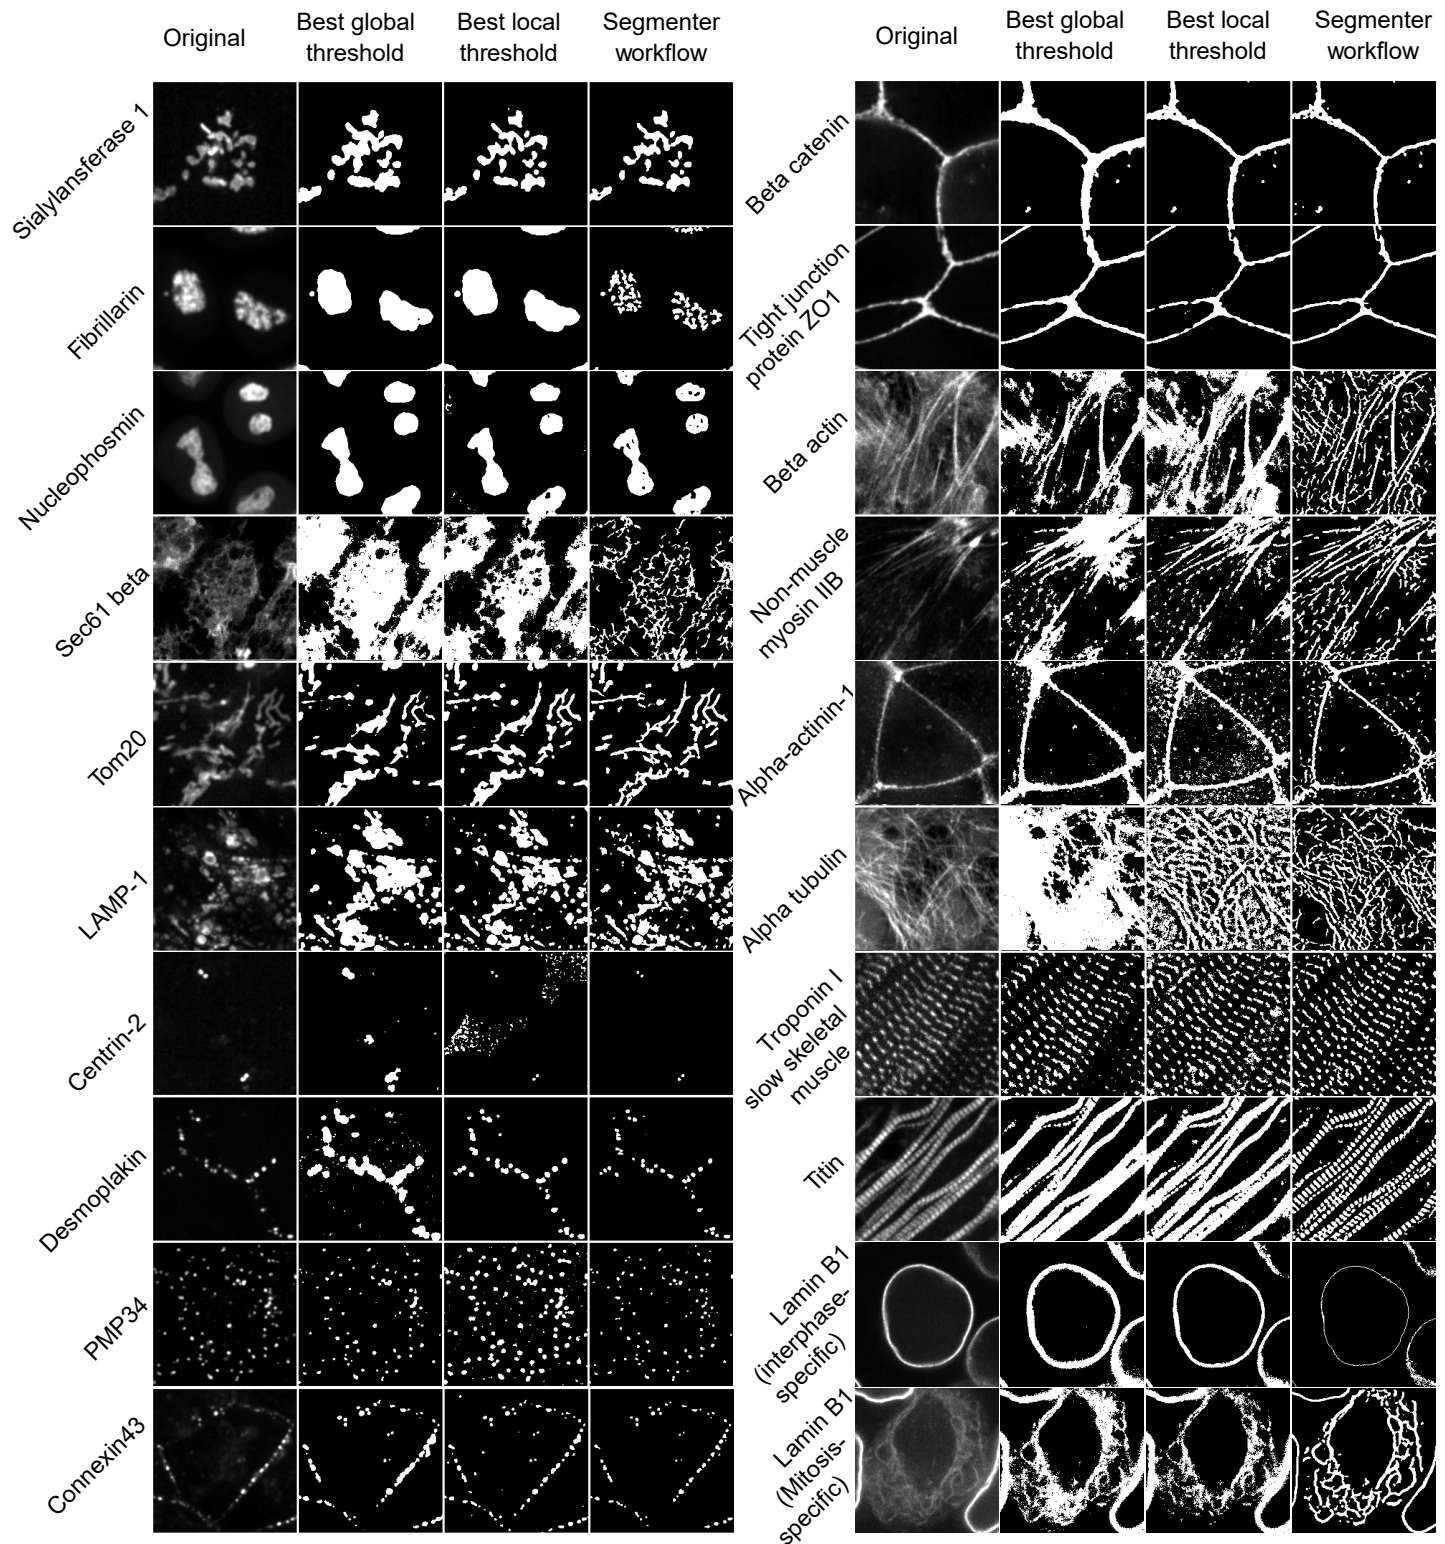 Original
Best global
threshold
Best local
threshold
Segmenter
workflow
Sialylansferase 1
Fibrillarin
Nucleophosmin
Sec61 beta
Tom20
LAMP-1
Centrin-2
Desmoplakin
PMP34
Connexin43
Original
Best global
threshold
Best local
threshold
Segmenter
workflow
Beta catenin
Tight junction
protein ZO1
Beta actin
Non-muscle
myosin IIB
Alpha-actinin-1
Alpha tubulin
Troponin I
slow skeletal
muscle
Titin
Lamin B1
(interphase-
specific)
Lamin B1
(Mitosis-
specific)